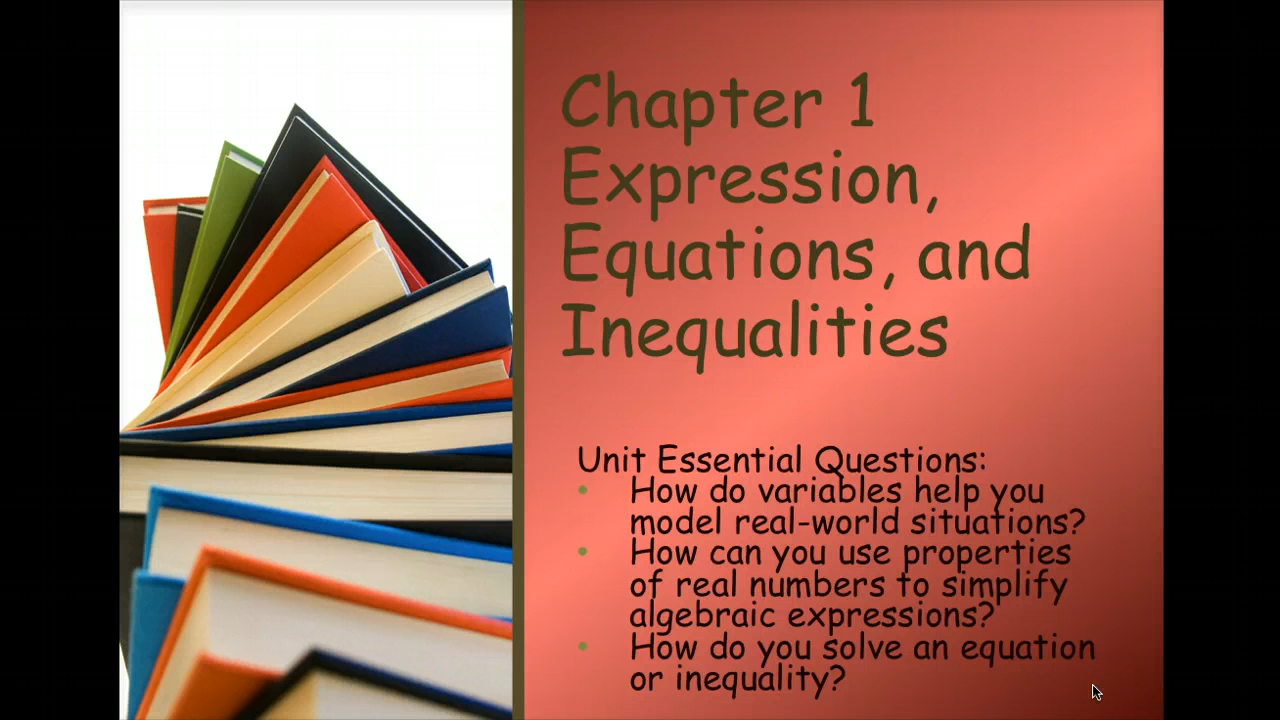 Chapter 1
Expression,
Equations, and
Inequalities
Unit Essential Questions:
• How do variables help you
model real-world situations?
• How can you use properties
of real numbers to simplify
algebraic expressions?
• How do you solve an equation
or inequality?